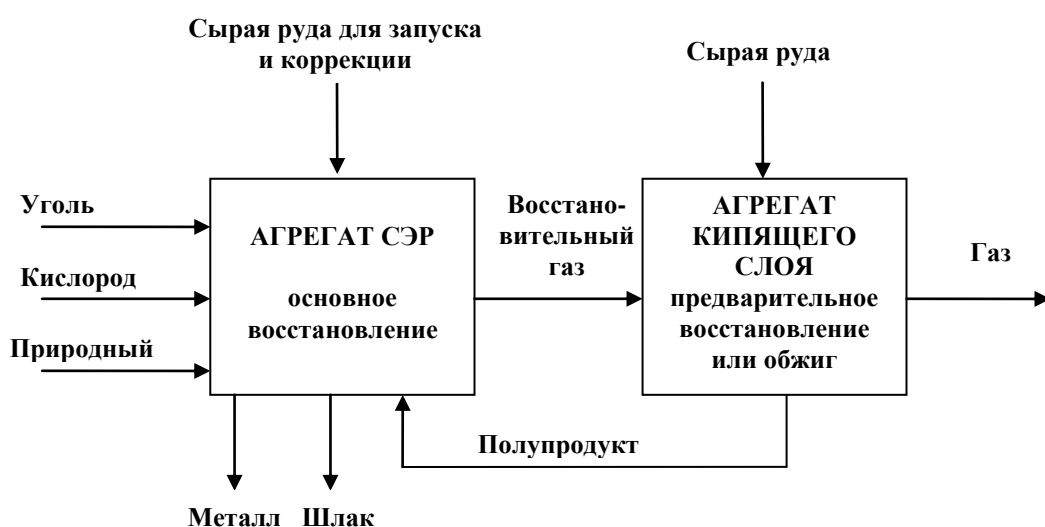 Сырая руда для запуска
и коррекции
Сырая руда
Уголь
Кислород
Природный
АГРЕГАТ СЭР
основное
восстановление
Восстано-
вительный
газ
АГРЕГАТ
КИПЯЩЕГО
СЛОЯ
предварительное
восстановление
или обжиг
Газ
Полупродукт
Металл Шлак